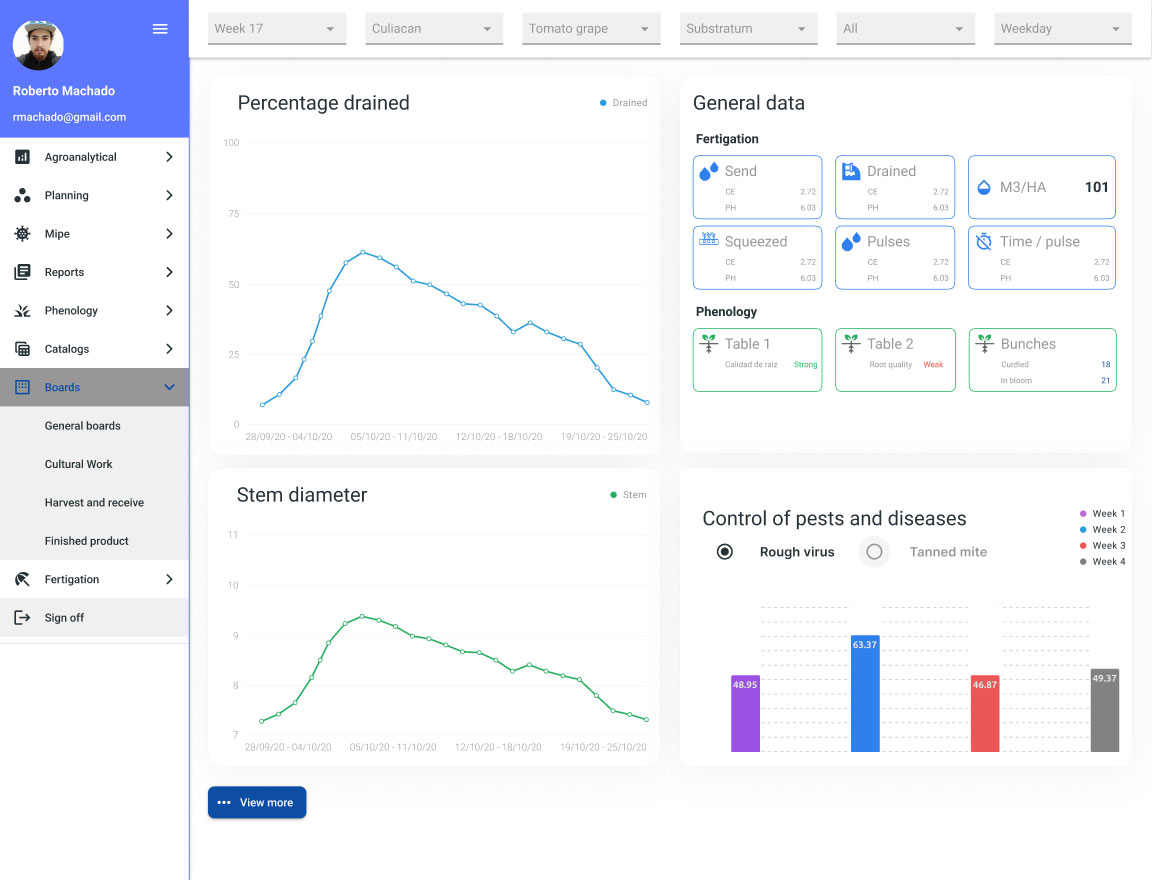 Week 17
Culiacan
Tomato grape
Substratum
All
Weekday
Roberto Machado
rmachado@gmail.com
Agroanalytical
Planning
Mipe
Reports
Phenology
Catalogs
Boards
General boards
Cultural Work
Harvest and receive
Finished product
Fertigation
Sign off
Percentage drained
Drained
100
75
50
25
0
28/09/20 - 04/10/20
05/10/20 - 11/10/20
12/10/20 - 18/10/20
19/10/20 - 25/10/20
General data
Fertigation
Send
CE 2.72
PH 6.03
Drained
CE 2.72
PH 6.03
M3/HA 101
Squeezed
CE 2.72
PH 6.03
Pulses
CE 2.72
PH 6.03
Time / pulse
CE 2.72
PH 6.03
Phenology
Table 1
Calidad de raiz Strong
Table 2
Root quality Weak
Bunches
Curdled 18
In bloom 21
Stem diameter
Stem
11
10
9
8
7
28/09/20 - 04/10/20
05/10/20 - 11/10/20
12/10/20 - 18/10/20
19/10/20 - 25/10/20
Control of pests and diseases
Rough virus
Tanned mite
Week 1
Week 2
Week 3
Week 4
48.95
63.37
46.87
49.37
View more